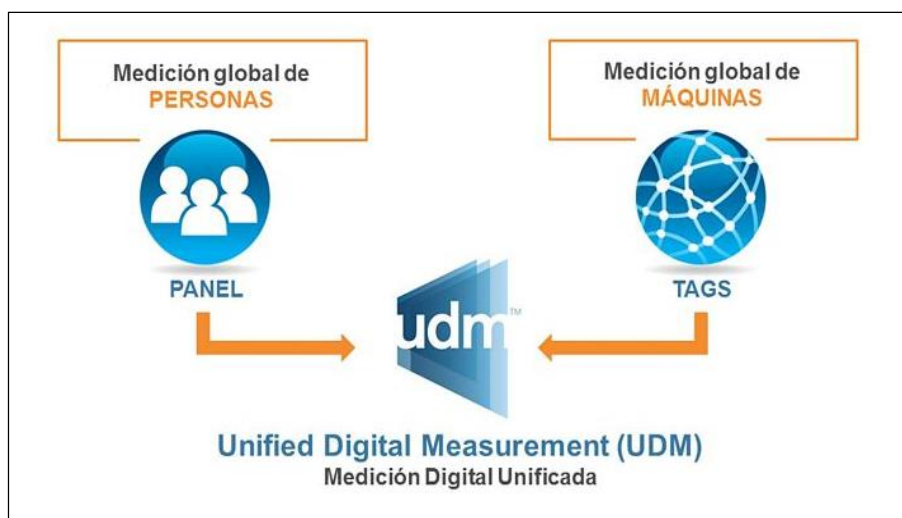 Medición global de
PERSONAS
Medición global de
MÁQUINAS
PANEL
TAGS
udm™
Unified Digital Measurement (UDM)
Medición Digital Unificada